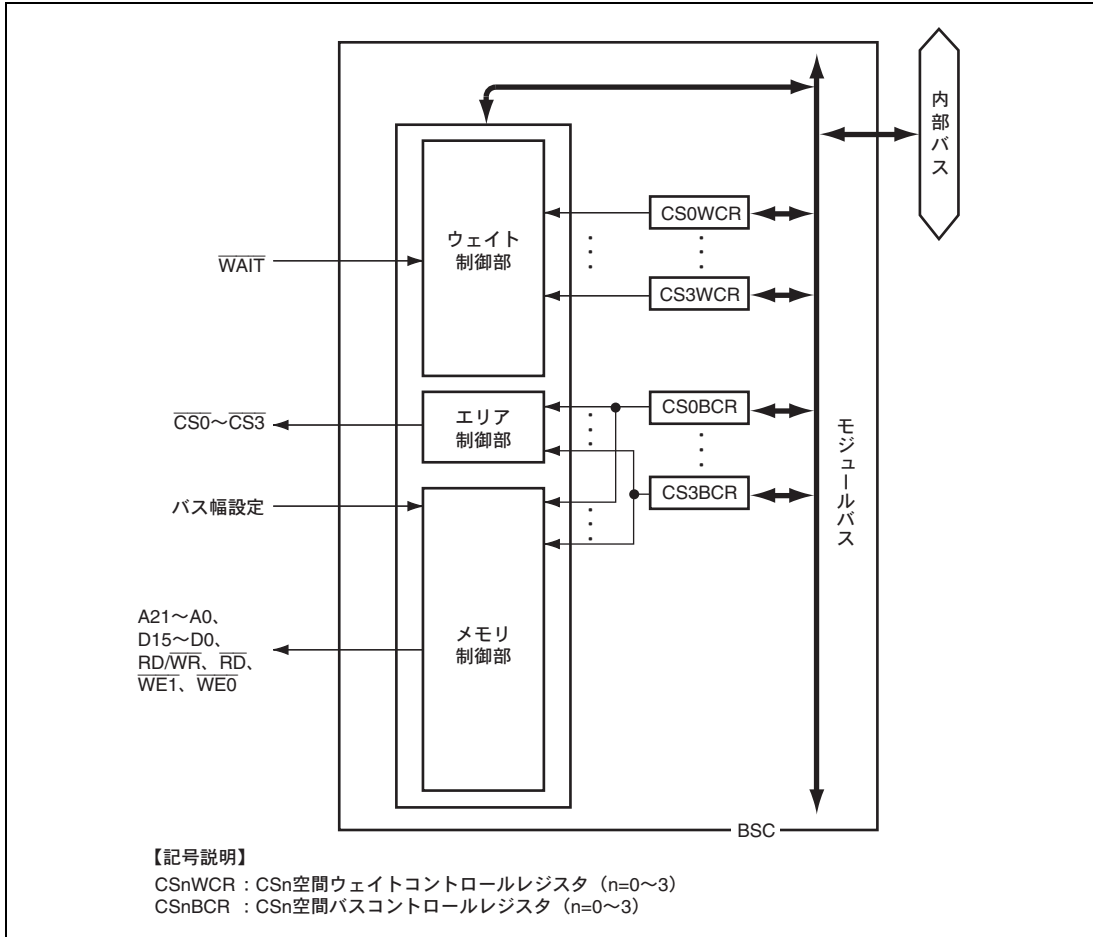 内部バス
CS0WCR
ウェイト
制御部
WAIT
CS3WCR
CS0BCR
エリア
制御部
CS0~CS3
モジュールバス
CS3BCR
バス幅設定
A21~A0、
D15~D0、
RD/WR、RD、
WE1、WE0
メモリ
制御部
BSC
【記号説明】
CSnWCR : CSn空間ウェイトコントロールレジスタ (n=0~3)
CSnBCR : CSn空間バスコントロールレジスタ (n=0~3)